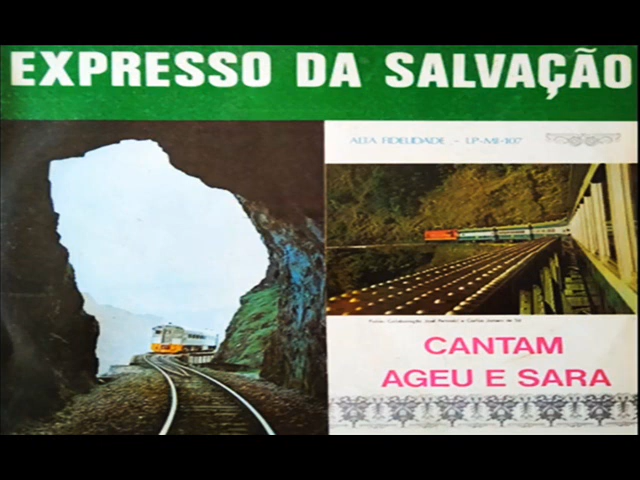 EXPRESSO DA SALVAÇÃO
ALTA FIDELIDADE - LP-MI-107
CANTAM
AGEU E SARA